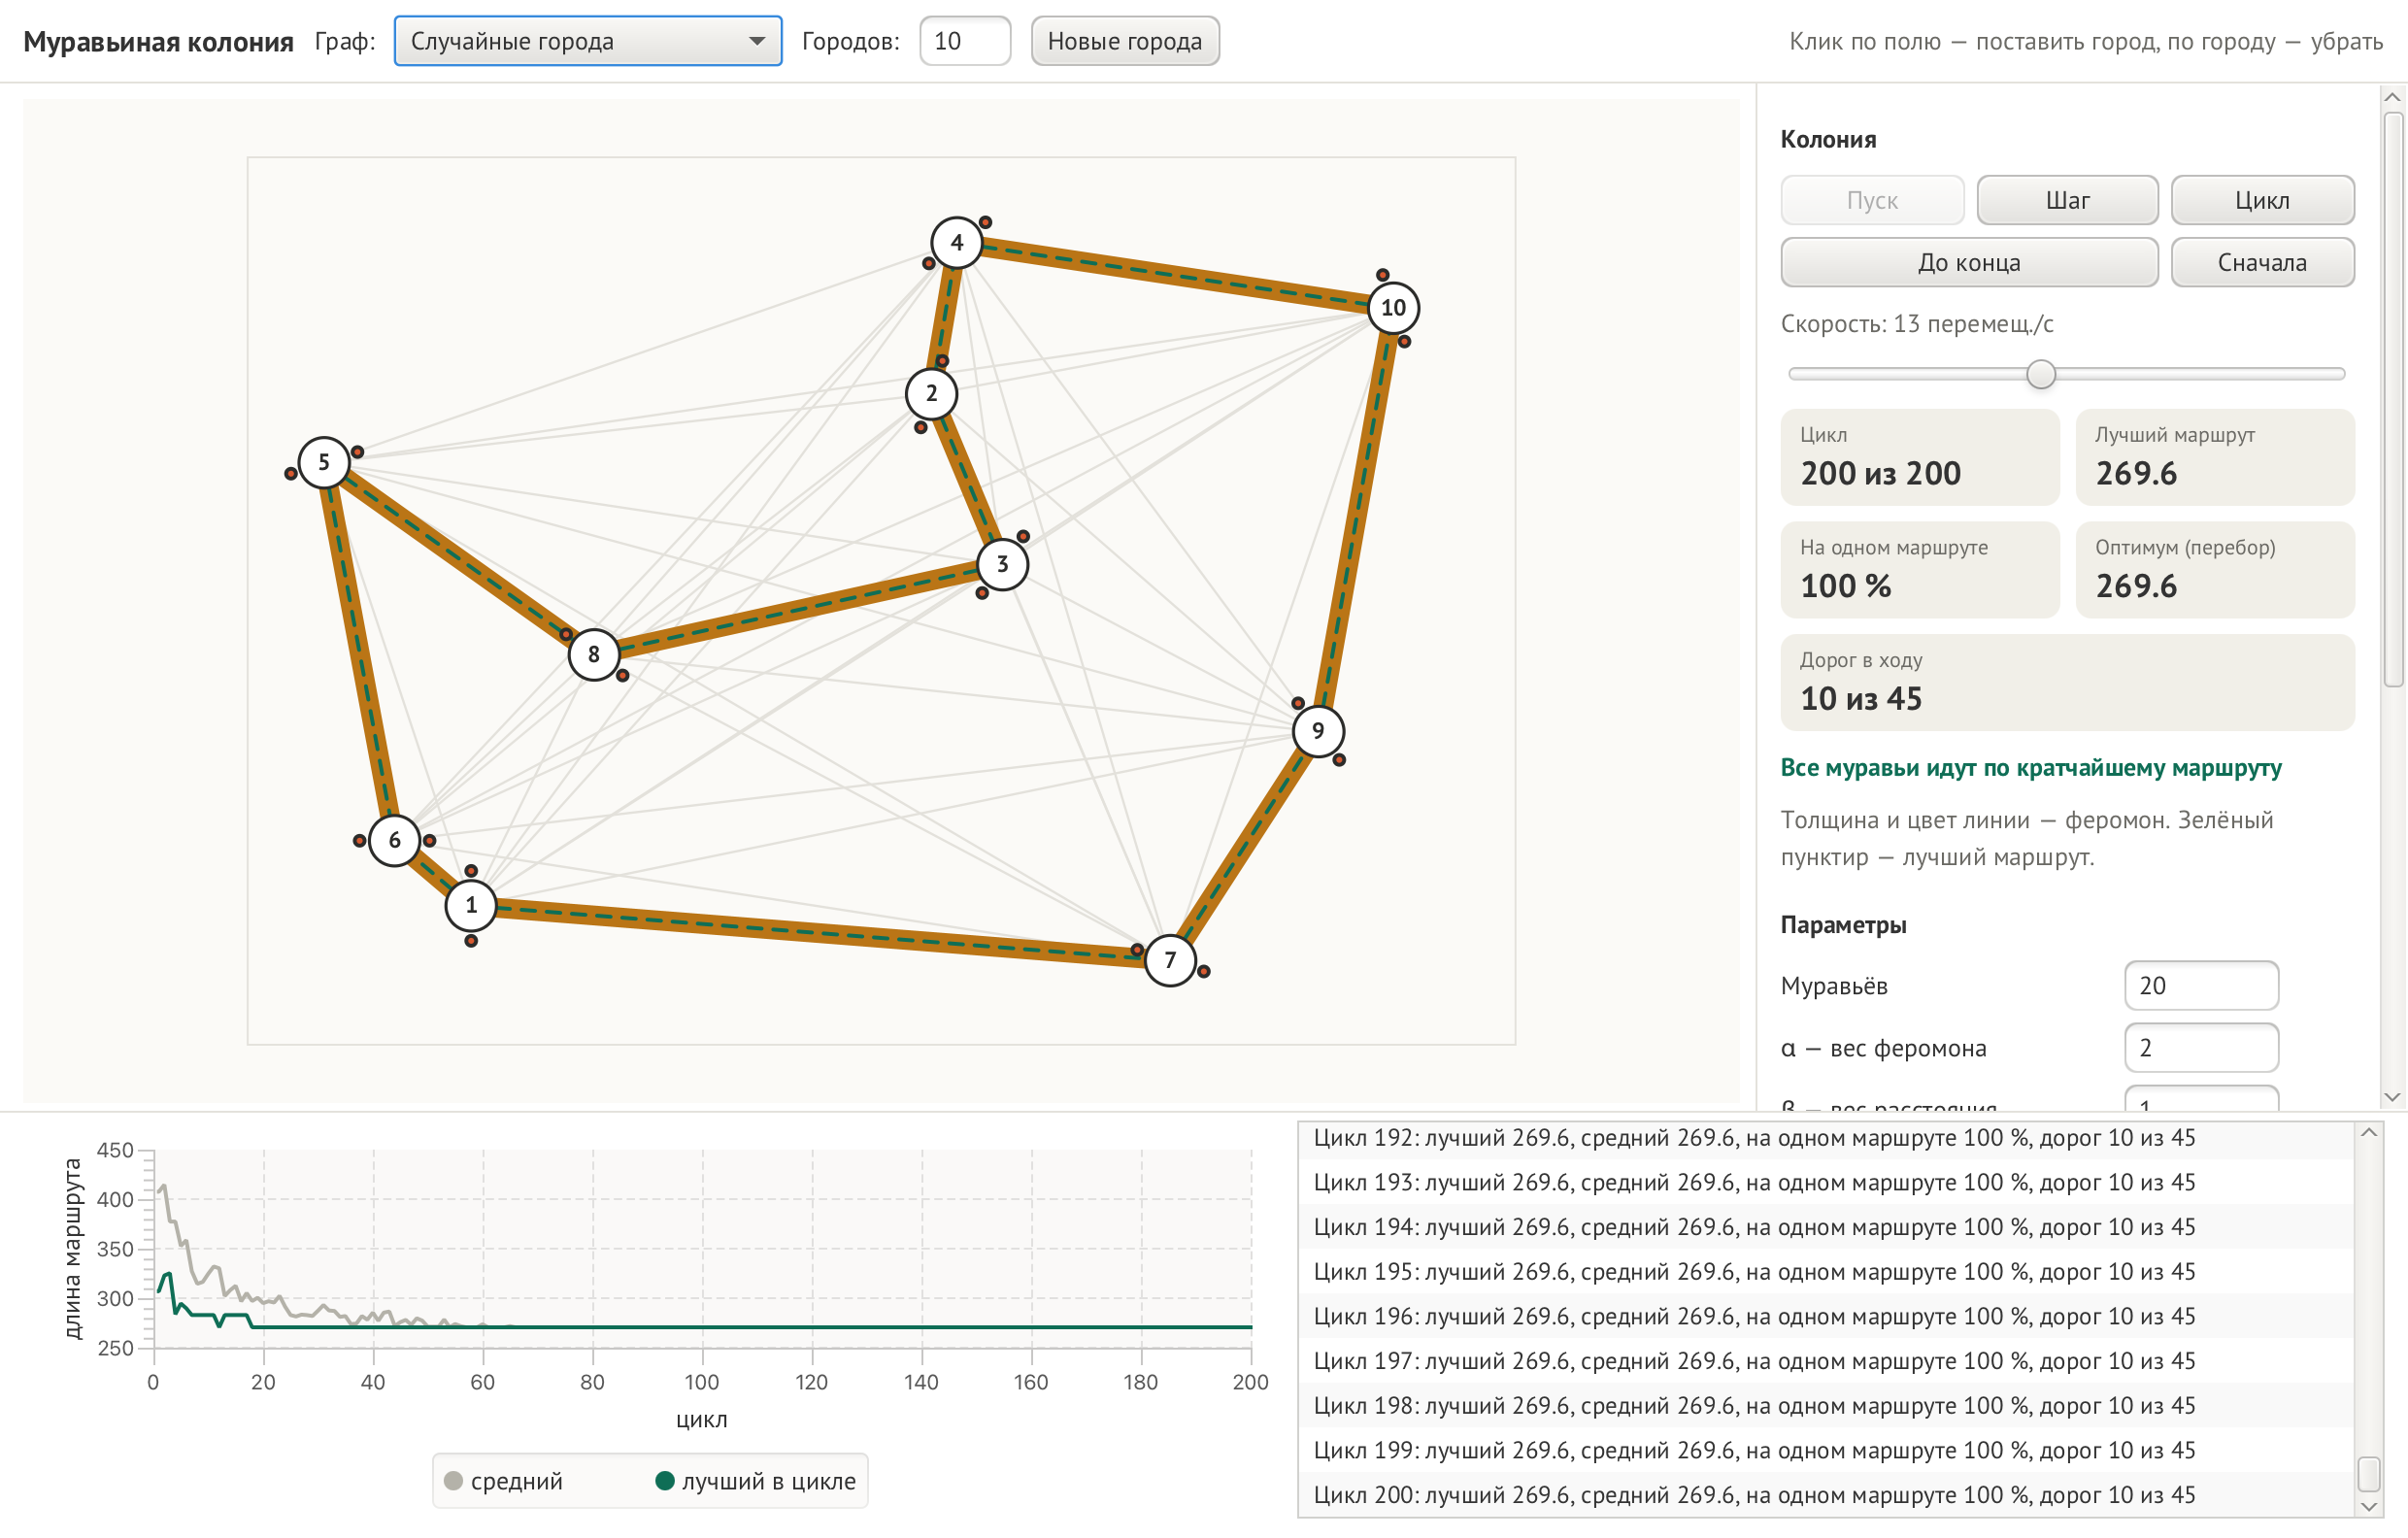 Муравьиная колония Граф: Случайные города Городов: 10 Новые города Клик по полю — поставить город, по городу — убрать
4
10
2
5
3
8
9
6
1
7
Колония
Пуск Шаг Цикл
До конца Сначала
Скорость: 13 перемещ./с
Цикл Лучший маршрут
200 из 200 269.6
На одном маршруте Оптимум (перебор)
100 % 269.6
Дорог в ходу
10 из 45
Все муравьи идут по кратчайшему маршруту
Толщина и цвет линии — феромон. Зелёный
пунктир — лучший маршрут.
Параметры
Муравьёв 20
α — вес феромона 2
β — вес расстояния 1
длина маршрута
450
400
350
300
250
0 20 40 60 80 100 120 140 160 180 200
цикл
средний лучший в цикле
Цикл 192: лучший 269.6, средний 269.6, на одном маршруте 100 %, дорог 10 из 45
Цикл 193: лучший 269.6, средний 269.6, на одном маршруте 100 %, дорог 10 из 45
Цикл 194: лучший 269.6, средний 269.6, на одном маршруте 100 %, дорог 10 из 45
Цикл 195: лучший 269.6, средний 269.6, на одном маршруте 100 %, дорог 10 из 45
Цикл 196: лучший 269.6, средний 269.6, на одном маршруте 100 %, дорог 10 из 45
Цикл 197: лучший 269.6, средний 269.6, на одном маршруте 100 %, дорог 10 из 45
Цикл 198: лучший 269.6, средний 269.6, на одном маршруте 100 %, дорог 10 из 45
Цикл 199: лучший 269.6, средний 269.6, на одном маршруте 100 %, дорог 10 из 45
Цикл 200: лучший 269.6, средний 269.6, на одном маршруте 100 %, дорог 10 из 45